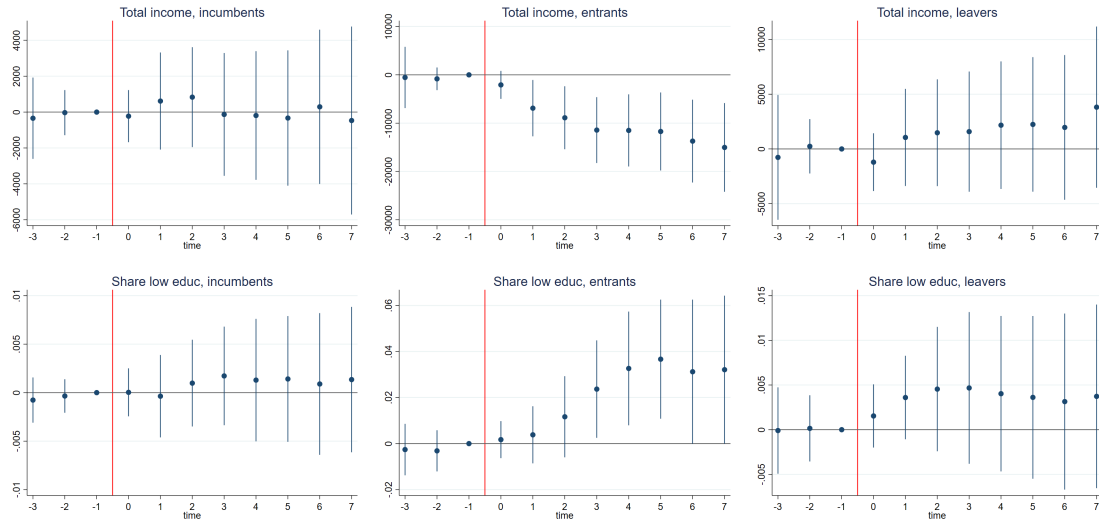 Total income, incumbents
4000
2000
0
-2000
-4000
-6000
-3 -2 -1 0 1 2 3 4 5 6 7
time
Total income, entrants
10000
0
-10000
-20000
-30000
-3 -2 -1 0 1 2 3 4 5 6 7
time
Total income, leavers
10000
5000
0
-5000
-3 -2 -1 0 1 2 3 4 5 6 7
time
Share low educ, incumbents
.01
.005
0
-.005
-.01
-3 -2 -1 0 1 2 3 4 5 6 7
time
Share low educ, entrants
.06
.04
.02
0
-.02
-3 -2 -1 0 1 2 3 4 5 6 7
time
Share low educ, leavers
.015
.01
.005
0
-.005
-3 -2 -1 0 1 2 3 4 5 6 7
time